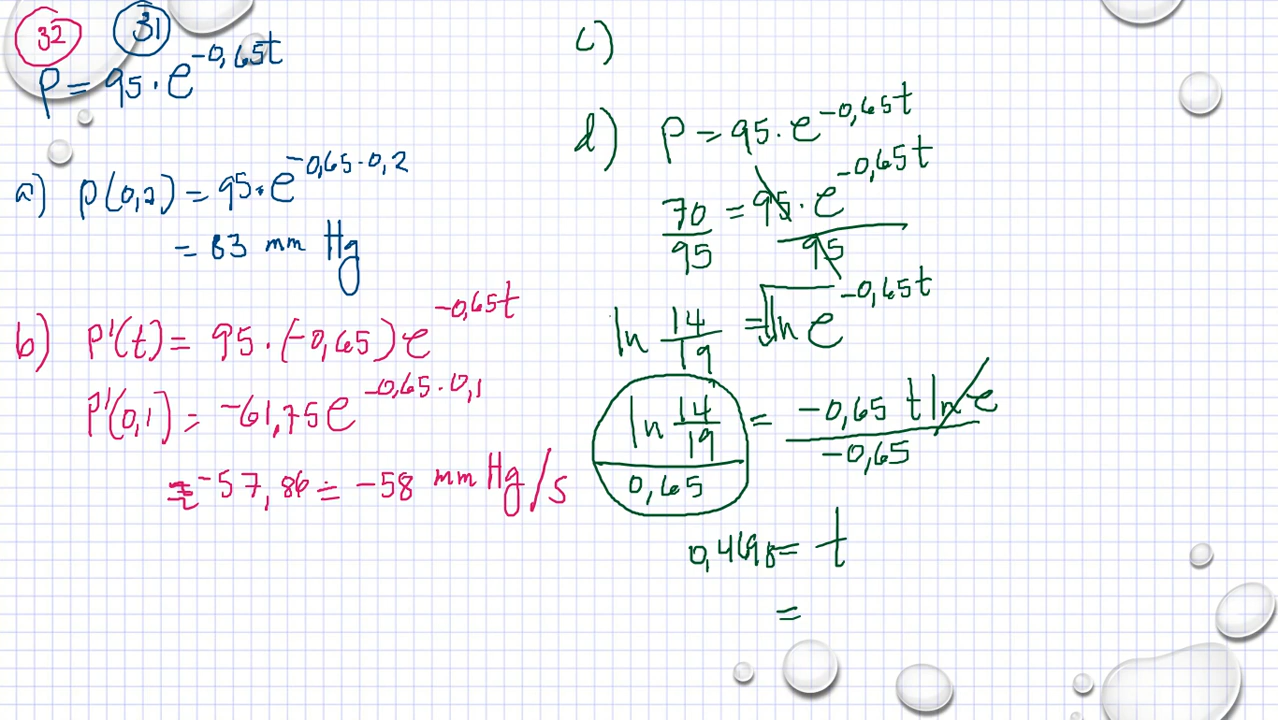 32 31
P = 95 · e^-0,65t
a) p(0,2) = 95 · e^-0,65·0,2
= 83 mm Hg
b) P'(t) = 95 · (-0,65) e^-0,65t
P'(0,1) = -61,75 e^-0,65·0,1
= -57,86 = -58 mm Hg/s
c)
d) P = 95 · e^-0,65t
70/95 = 95 · e^-0,65t / 95
ln 14/19 = ln e^-0,65t
ln 14/19 / 0,65 = -0,65 t ln e / -0,65
0,4698 = t
=